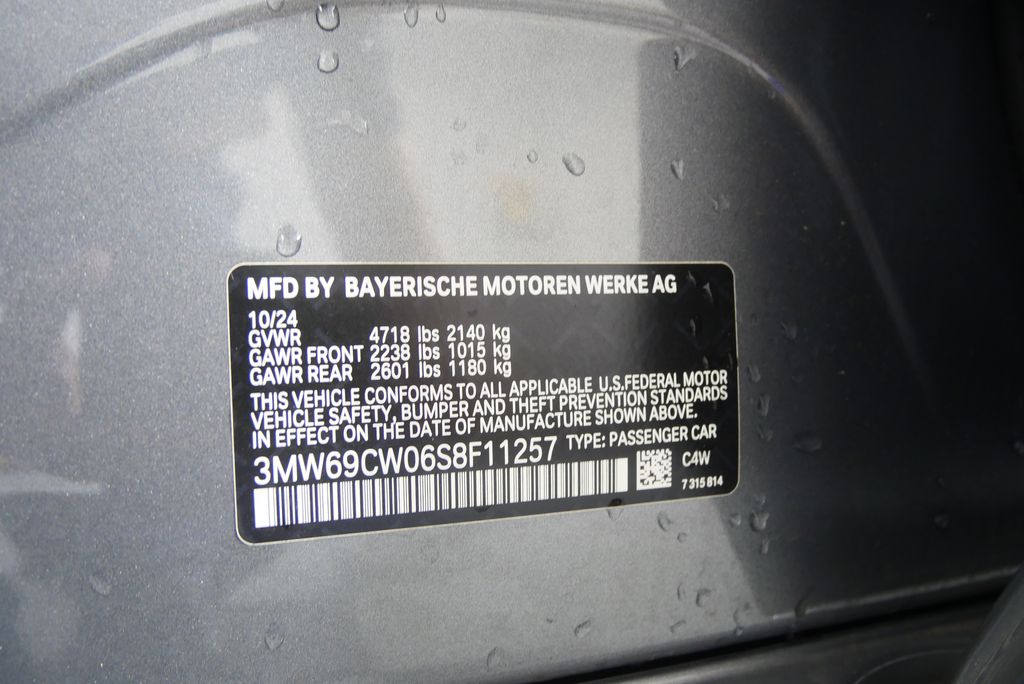 MFD BY BAYERISCHE MOTOREN WERKE AG
10/24
GVWR 4718 lbs 2140 kg
GAWR FRONT 2238 lbs 1015 kg
GAWR REAR 2601 lbs 1180 kg
THIS VEHICLE CONFORMS TO ALL APPLICABLE U.S.FEDERAL MOTOR
VEHICLE SAFETY, BUMPER AND THEFT PREVENTION STANDARDS
IN EFFECT ON THE DATE OF MANUFACTURE SHOWN ABOVE.
3MW69CW06S8F11257 TYPE: PASSENGER CAR
C4W
7 315 814